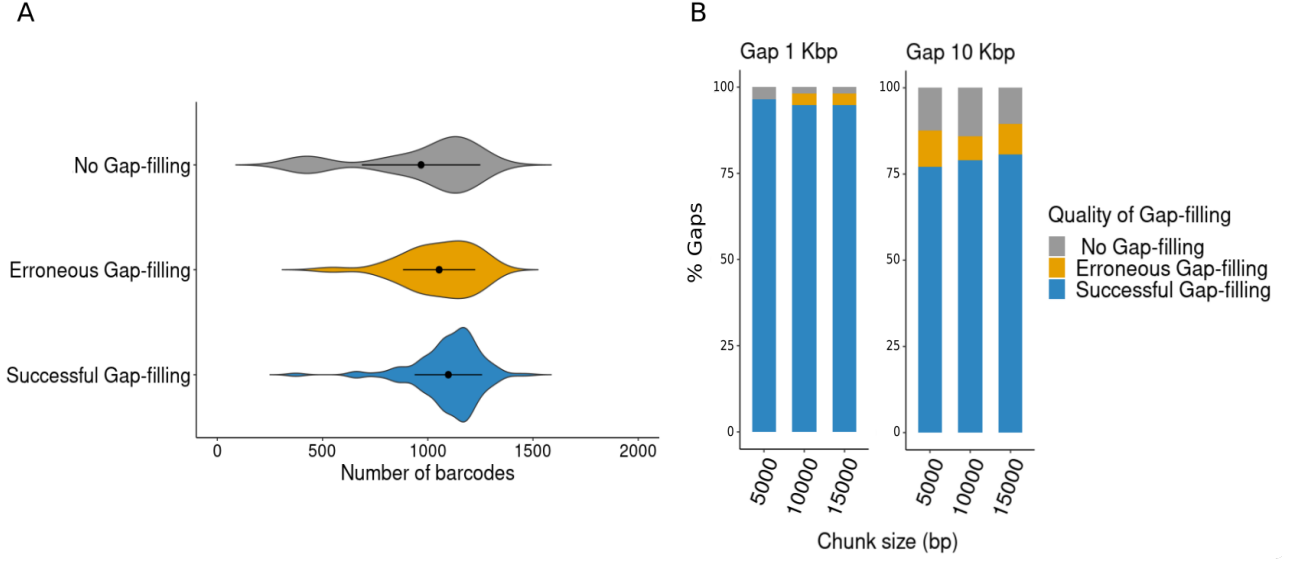 A
No Gap-filling
Erroneous Gap-filling
Successful Gap-filling
0 500 1000 1500 2000
Number of barcodes
B
Gap 1 Kbp Gap 10 Kbp
100 100
75 75
50 50
25 25
0 0
% Gaps
5000 10000 15000 5000 10000 15000
Chunk size (bp)
Quality of Gap-filling
No Gap-filling
Erroneous Gap-filling
Successful Gap-filling